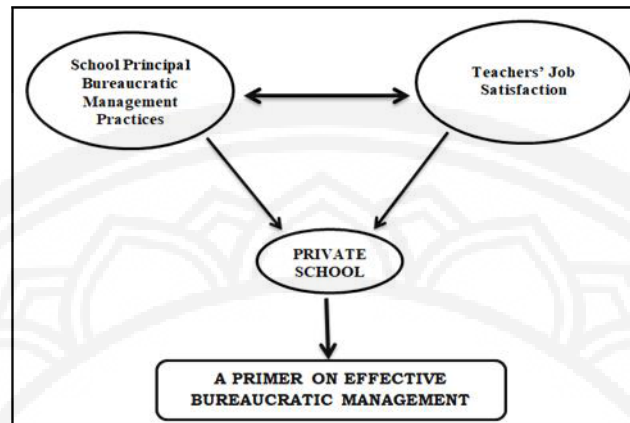 School Principal
Bureaucratic
Management
Practices
Teachers' Job
Satisfaction
PRIVATE
SCHOOL
A PRIMER ON EFFECTIVE
BUREAUCRATIC MANAGEMENT